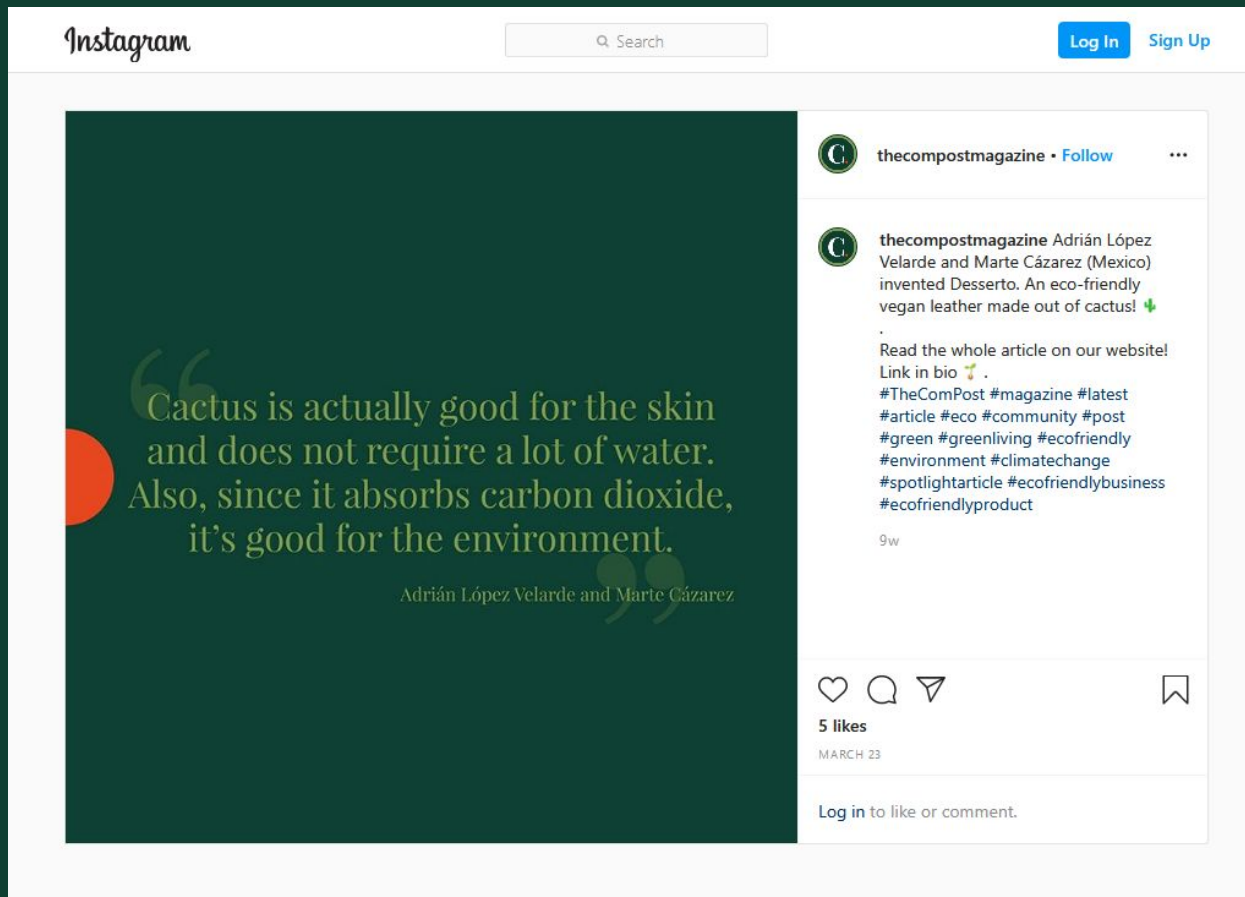 Instagram
Search
Log In
Sign Up
“
Cactus is actually good for the skin
and does not require a lot of water.
Also, since it absorbs carbon dioxide,
it’s good for the environment.
”
Adrián López Velarde and Marte Cázarez
C.
thecompostmagazine • Follow
...
C.
thecompostmagazine Adrián López
Velarde and Marte Cázarez (Mexico)
invented Desserto. An eco-friendly
vegan leather made out of cactus! 🌵
.
Read the whole article on our website!
Link in bio 🌱 .
#TheComPost #magazine #latest
#article #eco #community #post
#green #greenliving #ecofriendly
#environment #climatechange
#spotlightarticle #ecofriendlybusiness
#ecofriendlyproduct
9w
5 likes
MARCH 23
Log in to like or comment.